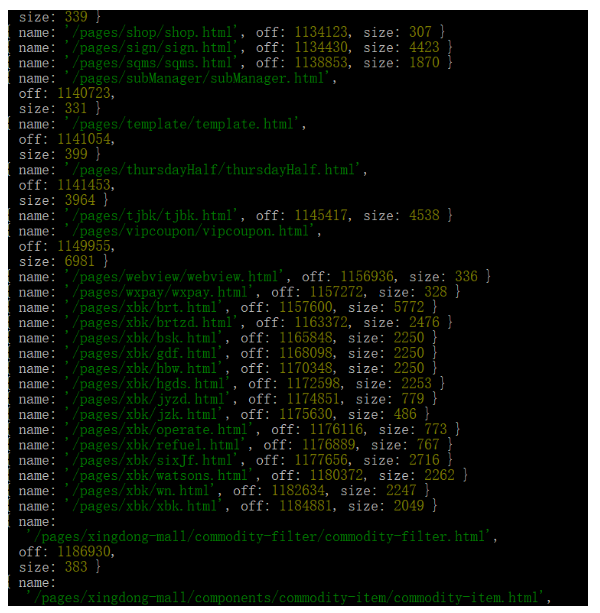 size: 339 }
{ name: '/pages/shop/shop.html', off: 1134123, size: 307 }
{ name: '/pages/sign/sign.html', off: 1134430, size: 4423 }
{ name: '/pages/sqms/sqms.html', off: 1138853, size: 1870 }
{ name: '/pages/subManager/subManager.html',
off: 1140723,
size: 331 }
{ name: '/pages/template/template.html',
off: 1141054,
size: 399 }
{ name: '/pages/thursdayHalf/thursdayHalf.html',
off: 1141453,
size: 3964 }
{ name: '/pages/tjbk/tjbk.html', off: 1145417, size: 4538 }
{ name: '/pages/vipcoupon/vipcoupon.html',
off: 1149955,
size: 6981 }
{ name: '/pages/webview/webview.html', off: 1156936, size: 336 }
{ name: '/pages/wxpay/wxpay.html', off: 1157272, size: 328 }
{ name: '/pages/xbk/brt.html', off: 1157600, size: 5772 }
{ name: '/pages/xbk/brtzd.html', off: 1163372, size: 2476 }
{ name: '/pages/xbk/bsk.html', off: 1165848, size: 2250 }
{ name: '/pages/xbk/gdf.html', off: 1168098, size: 2250 }
{ name: '/pages/xbk/hbw.html', off: 1170348, size: 2250 }
{ name: '/pages/xbk/hgds.html', off: 1172598, size: 2253 }
{ name: '/pages/xbk/jyzd.html', off: 1174851, size: 779 }
{ name: '/pages/xbk/jzk.html', off: 1175630, size: 486 }
{ name: '/pages/xbk/operate.html', off: 1176116, size: 773 }
{ name: '/pages/xbk/refuel.html', off: 1176889, size: 767 }
{ name: '/pages/xbk/sixJf.html', off: 1177656, size: 2716 }
{ name: '/pages/xbk/watsons.html', off: 1180372, size: 2262 }
{ name: '/pages/xbk/wn.html', off: 1182634, size: 2247 }
{ name: '/pages/xbk/xbk.html', off: 1184881, size: 2049 }
{ name:
'/pages/xingdong-mall/commodity-filter/commodity-filter.html',
off: 1186930,
size: 383 }
{ name:
'/pages/xingdong-mall/components/commodity-item/commodity-item.html',